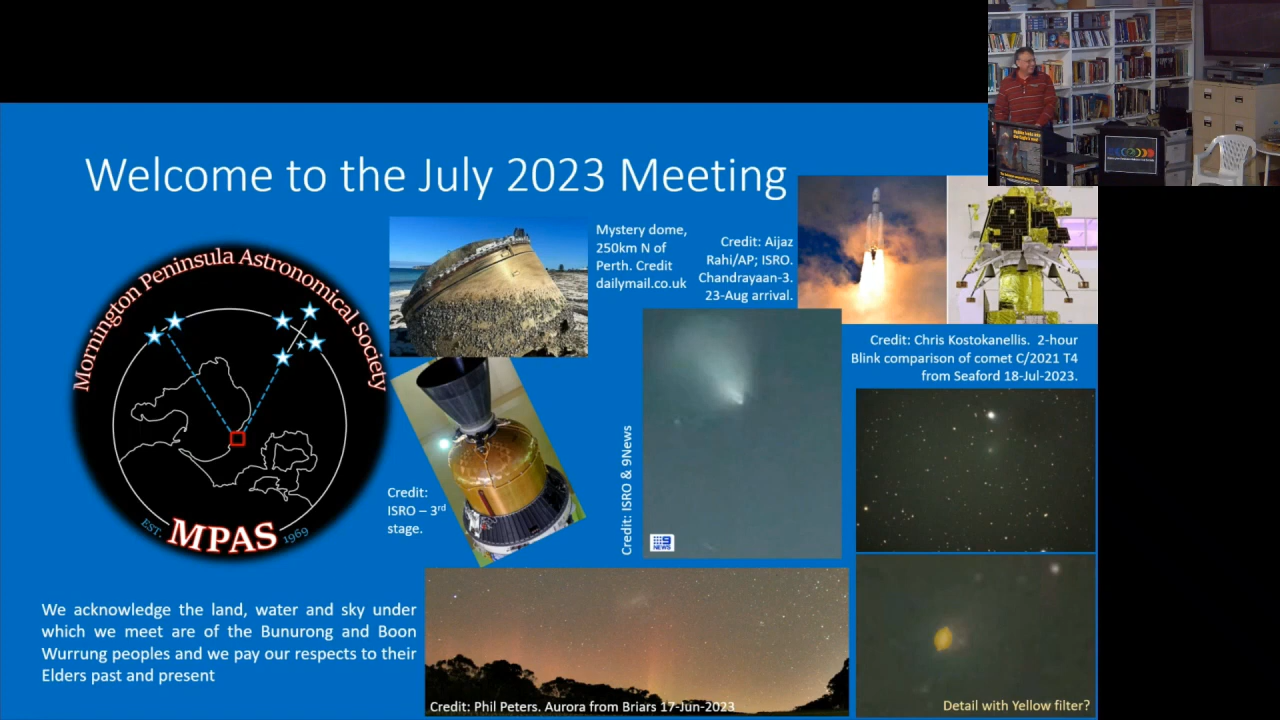 Welcome to the July 2023 Meeting
Mornington Peninsula Astronomical Society
EST.
MPAS
1969
Mystery dome,
250km N of
Perth. Credit
dailymail.co.uk
Credit: Aijaz
Rahi/AP; ISRO.
Chandrayaan-3.
23-Aug arrival.
Credit: Chris Kostokanellis. 2-hour
Blink comparison of comet C/2021 T4
from Seaford 18-Jul-2023.
Credit:
ISRO – 3rd
stage.
Credit: ISRO & 9News
9
NEWS
We acknowledge the land, water and sky under
which we meet are of the Bunurong and Boon
Wurrung peoples and we pay our respects to their
Elders past and present
Credit: Phil Peters. Aurora from Briars 17-Jun-2023
Detail with Yellow filter?